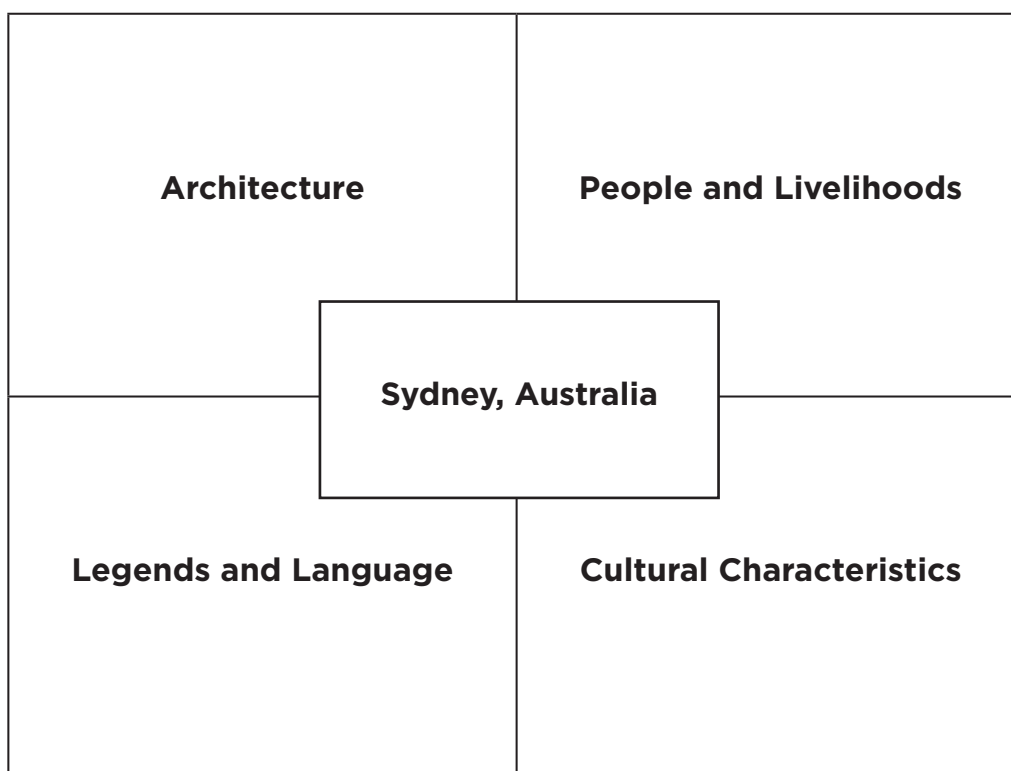 Architecture
People and Livelihoods
Sydney, Australia
Legends and Language
Cultural Characteristics